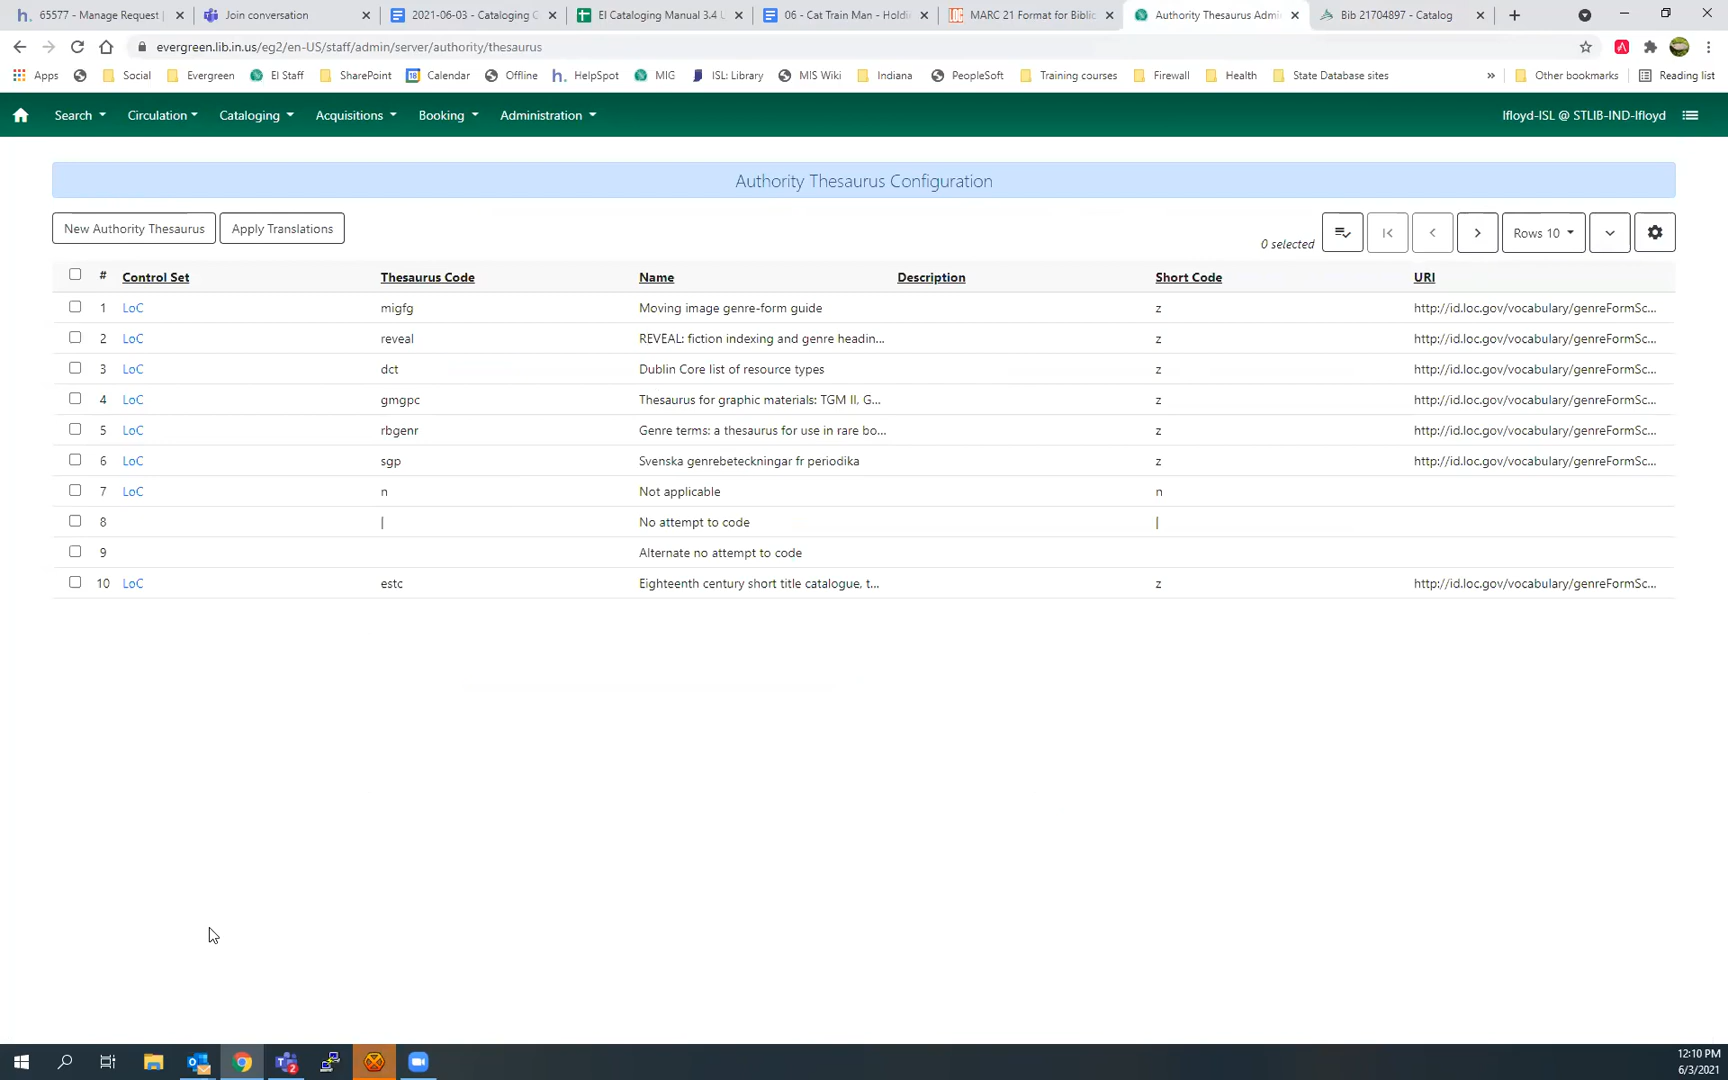 65577 - Manage Request
Join conversation
2021-06-03 - Cataloging C
EI Cataloging Manual 3.4 U
06 - Cat Train Man - Holdi
MARC 21 Format for Biblic
Authority Thesaurus Admi
Bib 21704897 - Catalog
evergreen.lib.in.us/eg2/en-US/staff/admin/server/authority/thesaurus
Apps Social Evergreen EI Staff SharePoint Calendar Offline HelpSpot MIG ISL: Library MIS Wiki Indiana PeopleSoft Training courses Firewall Health State Database sites » Other bookmarks Reading list
Search Circulation Cataloging Acquisitions Booking Administration lfloyd-ISL @ STLIB-IND-lfloyd
Authority Thesaurus Configuration
New Authority Thesaurus Apply Translations 0 selected Rows 10
# Control Set Thesaurus Code Name Description Short Code URI
1 LoC migfg Moving image genre-form guide z http://id.loc.gov/vocabulary/genreFormSc...
2 LoC reveal REVEAL: fiction indexing and genre headin... z http://id.loc.gov/vocabulary/genreFormSc...
3 LoC dct Dublin Core list of resource types z http://id.loc.gov/vocabulary/genreFormSc...
4 LoC gmgpc Thesaurus for graphic materials: TGM II, G... z http://id.loc.gov/vocabulary/genreFormSc...
5 LoC rbgenr Genre terms: a thesaurus for use in rare bo... z http://id.loc.gov/vocabulary/genreFormSc...
6 LoC sgp Svenska genrebeteckningar fr periodika z http://id.loc.gov/vocabulary/genreFormSc...
7 LoC n Not applicable n
8 | No attempt to code |
9 Alternate no attempt to code
10 LoC estc Eighteenth century short title catalogue, t... z http://id.loc.gov/vocabulary/genreFormSc...
12:10 PM
6/3/2021